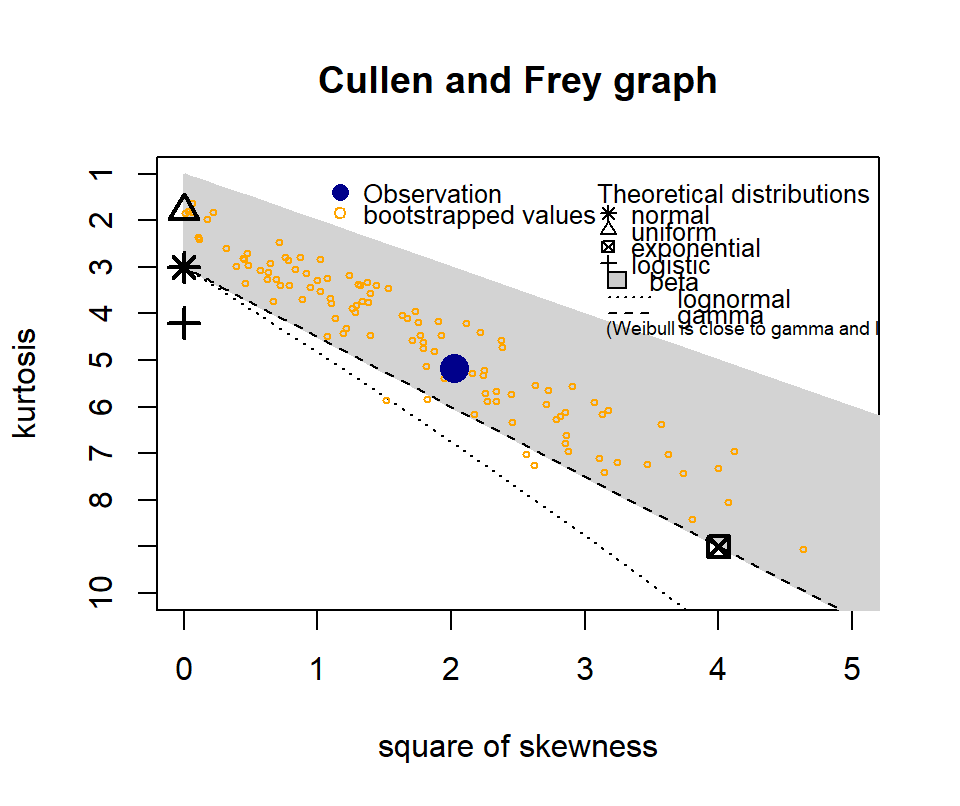 Cullen and Frey graph
Observation
bootstrapped values
Theoretical distributions
normal
uniform
exponential
logistic
beta
lognormal
gamma
(Weibull is close to gamma and l
kurtosis
1
2
3
4
5
6
7
8
10
0 1 2 3 4 5
square of skewness